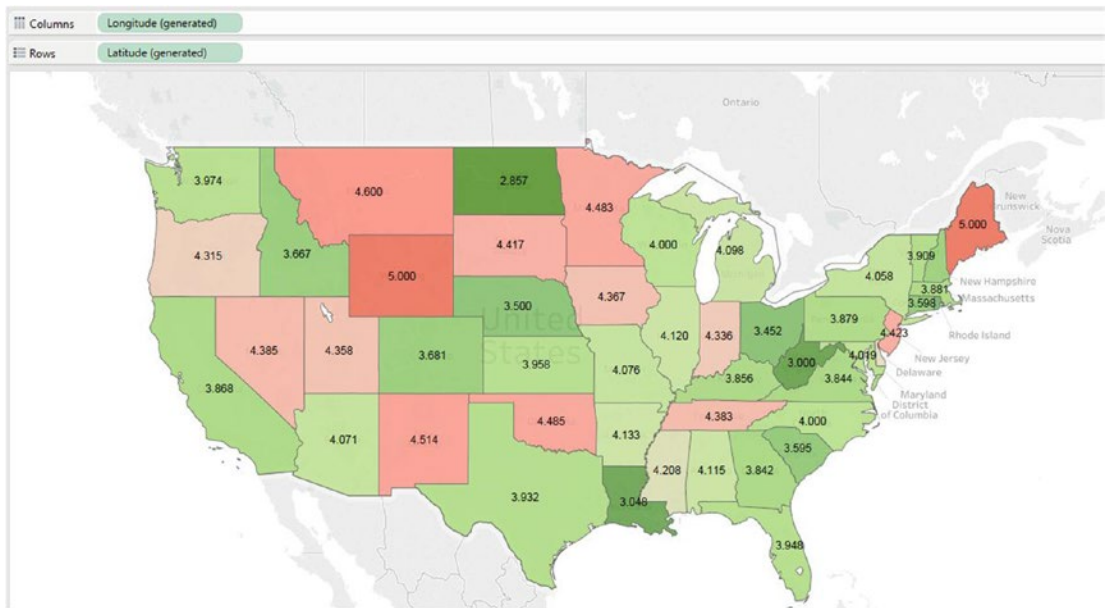 Columns Longitude (generated)
Rows Latitude (generated)
Ontario
3.974
4.600
2.857
4.483
5.000
New
Brunswick
Nova
Scotia
4.315
3.667
5.000
4.417
4.000
4.098
4.058
3.909
New Hampshire
3.881
Massachusetts
3.598
Rhode Island
4.367
3.500
United
States
4.385
4.358
3.681
3.958
4.120
4.336
3.452
3.879
4.423
New Jersey
3.868
4.076
3.856
3.000
4.019
Delaware
3.844
Maryland
District
of Columbia
4.071
4.514
4.485
4.133
4.383
4.000
3.595
3.932
3.048
4.208
4.115
3.842
3.948